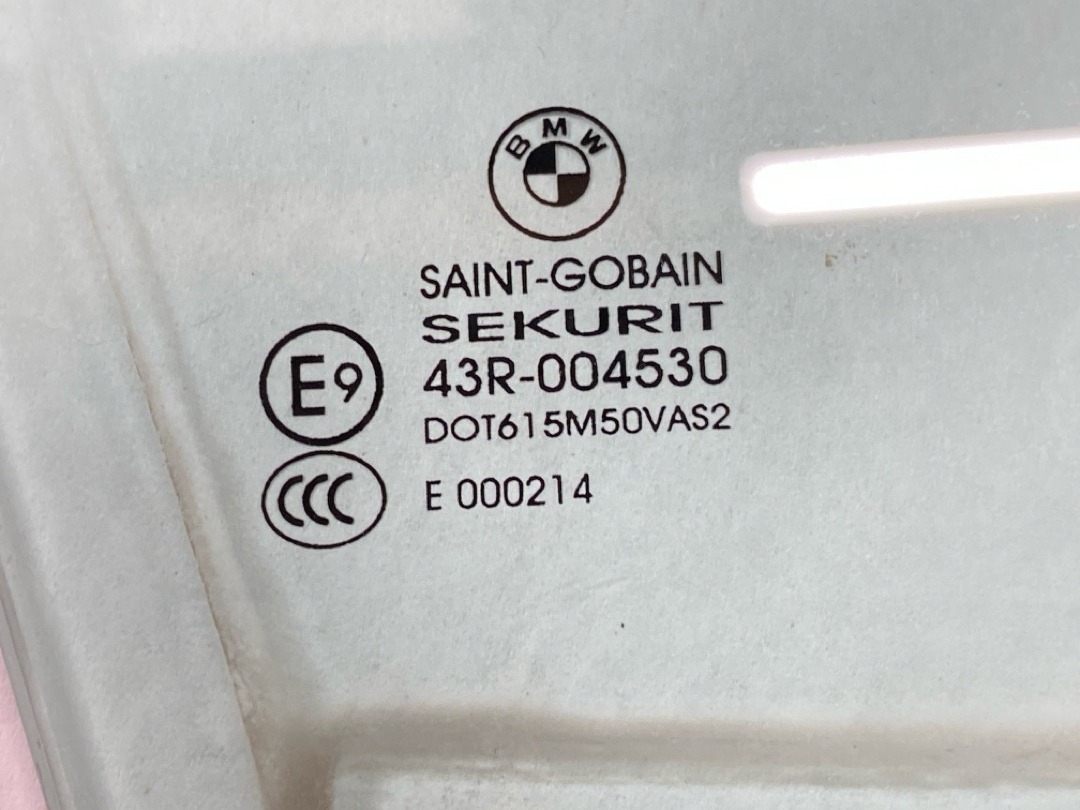 BMW
SAINT-GOBAIN
SEKURIT
E9 43R-004530
DOT615M50VAS2
CCC E 000214